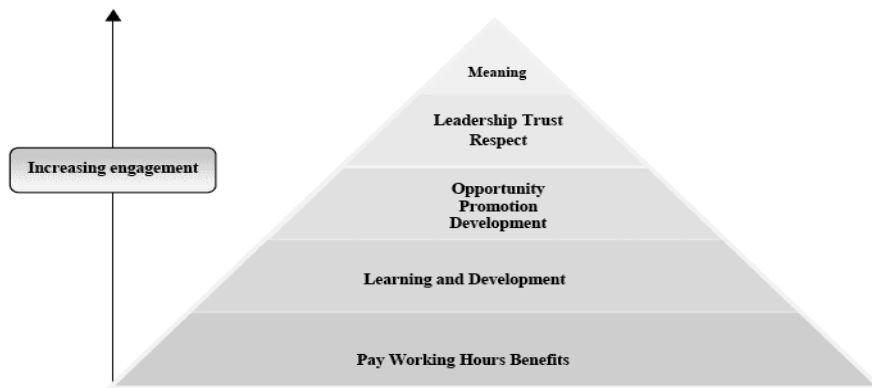 Meaning
Leadership Trust
Respect
Increasing engagement
Opportunity
Promotion
Development
Learning and Development
Pay Working Hours Benefits